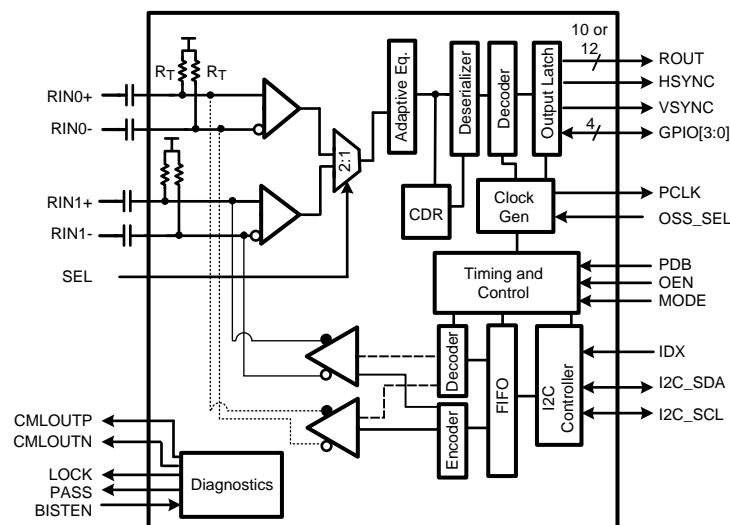 10 or
12
ROUT
HSYNC
VSYNC
4
GPIO[3:0]
RT
RT
RIN0+
RIN0-
RIN1+
RIN1-
SEL
2:1
Adaptive Eq.
Deserializer
Decoder
Output Latch
CDR
Clock
Gen
PCLK
OSS_SEL
Timing and
Control
PDB
OEN
MODE
Decoder
Encoder
FIFO
I2C
Controller
IDX
I2C_SDA
I2C_SCL
CMLOUTP
CMLOUTN
LOCK
PASS
BISTEN
Diagnostics